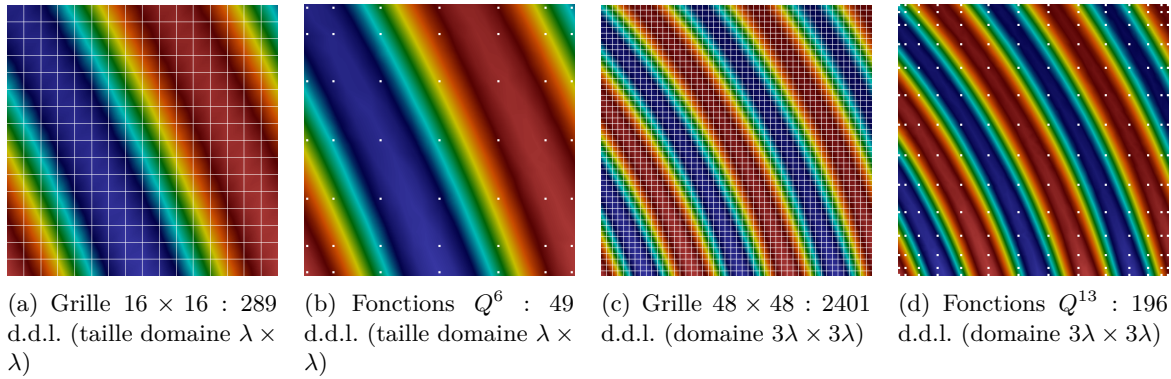 (a) Grille 16 × 16 : 289
d.d.l. (taille domaine λ ×
λ)
(b) Fonctions Q^6 : 49
d.d.l. (taille domaine λ ×
λ)
(c) Grille 48 × 48 : 2401
d.d.l. (domaine 3λ × 3λ)
(d) Fonctions Q^13 : 196
d.d.l. (domaine 3λ × 3λ)